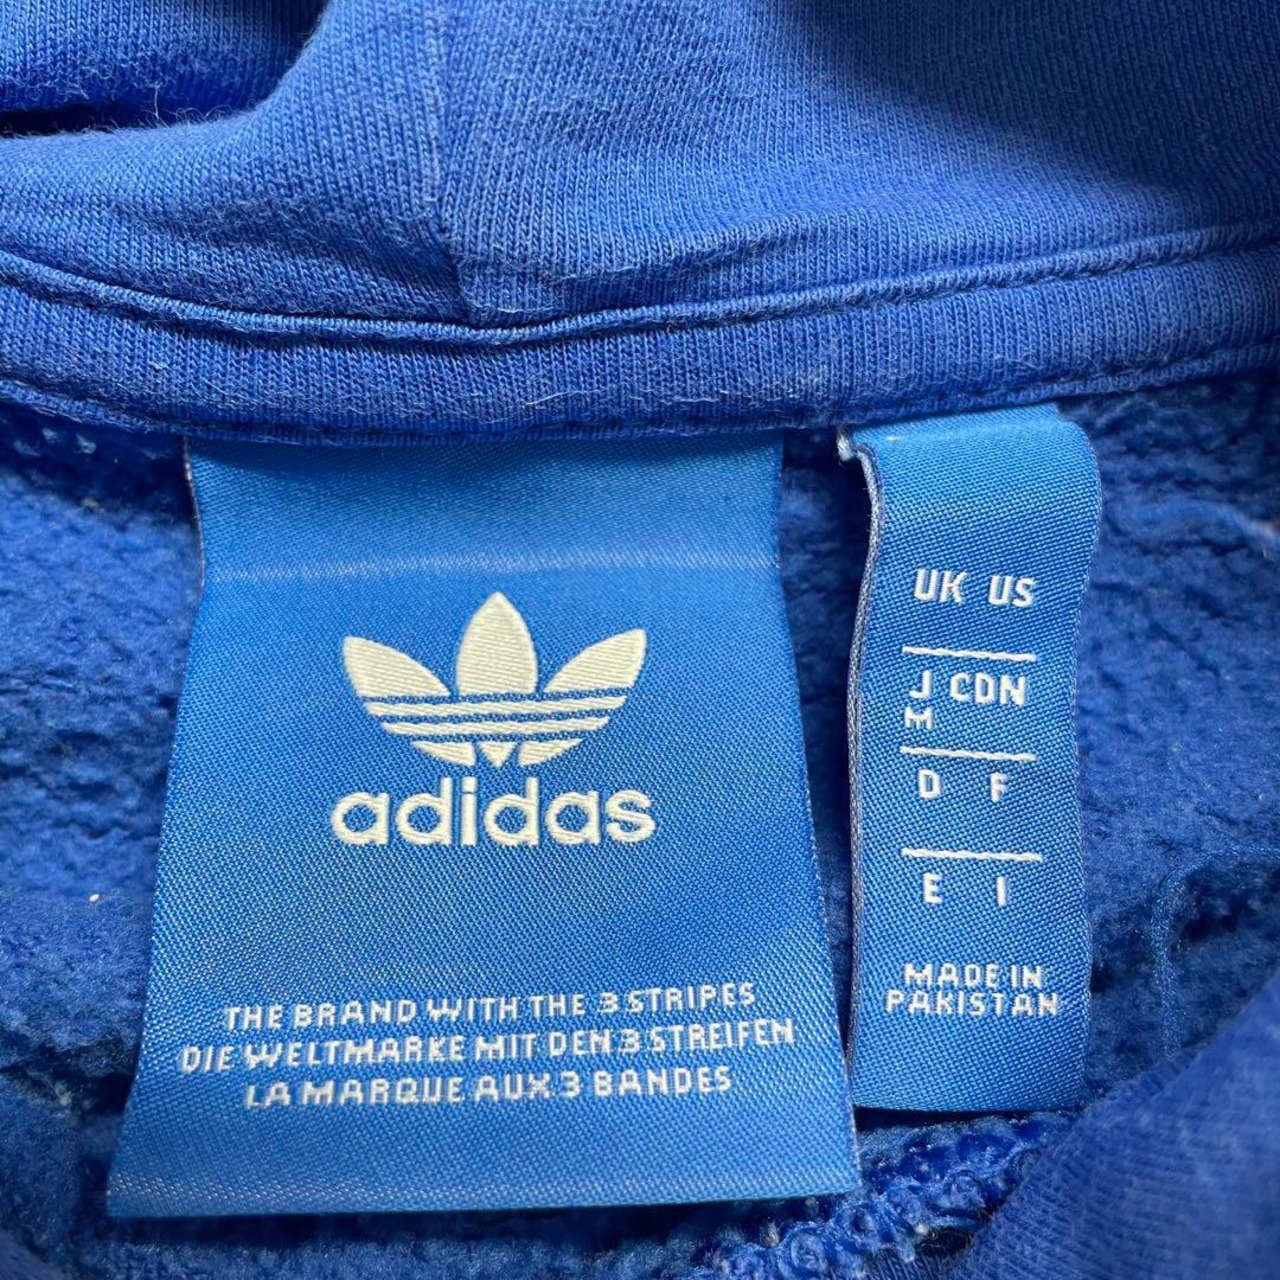 adidas
THE BRAND WITH THE 3 STRIPES
DIE WELTMARKE MIT DEN 3 STREIFEN
LA MARQUE AUX 3 BANDES
UK US
J CDN
M
D F
E I
MADE IN
PAKISTAN